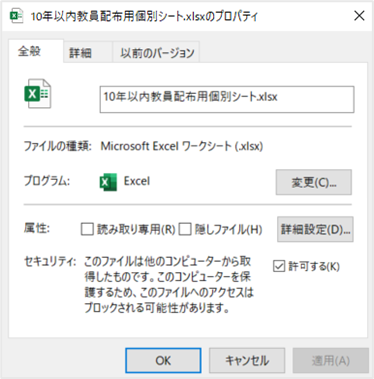 10年以内教員配布用個別シート.xlsxのプロパティ
全般 詳細 以前のバージョン
10年以内教員配布用個別シート.xlsx
ファイルの種類: Microsoft Excel ワークシート (.xlsx)
プログラム: Excel 変更(C)...
属性: 読み取り専用(R) 隠しファイル(H) 詳細設定(D)...
セキュリティ: このファイルは他のコンピューターから取 許可する(K)
得したものです。このコンピューターを保
護するため、このファイルへのアクセスは
ブロックされる可能性があります。
OK キャンセル 適用(A)